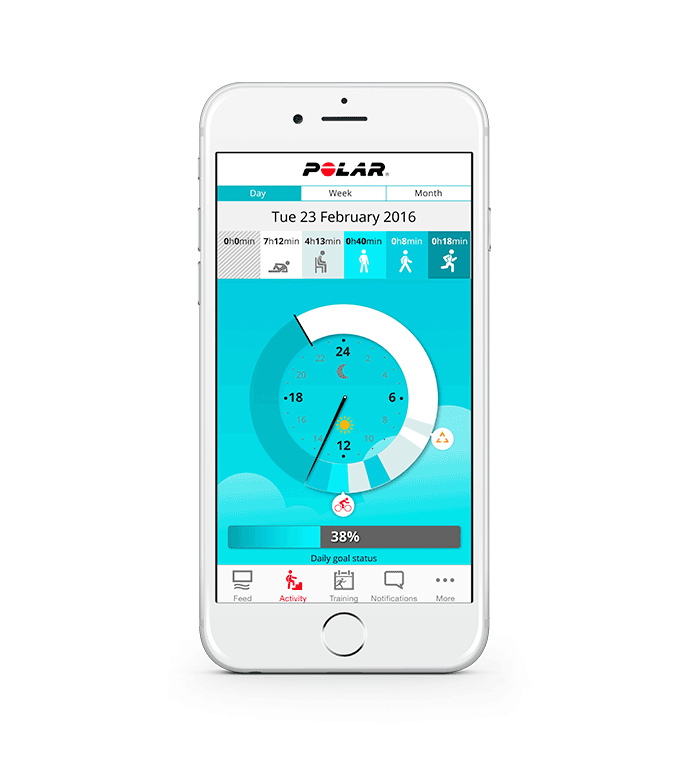 POLAR®
Day Week Month
Tue 23 February 2016
0h0min 7h12min 4h13min 0h40min 0h8min 0h18min
24
22 2
20 4
18 6
16 8
14 10
12
38%
Daily goal status
Feed Activity Training Notifications More